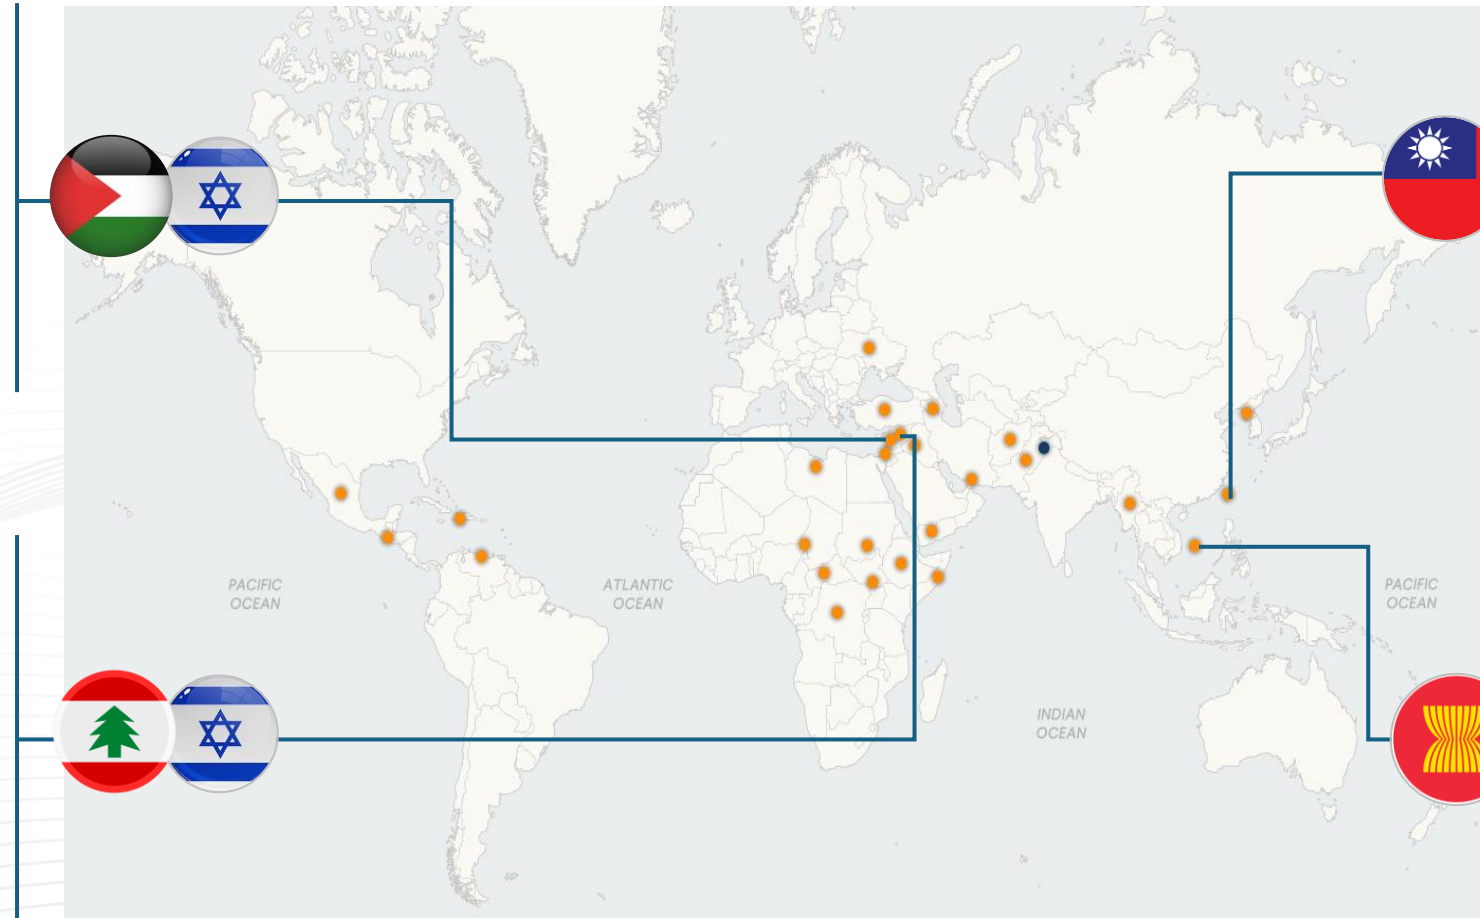 PACIFIC
OCEAN
ATLANTIC
OCEAN
PACIFIC
OCEAN
INDIAN
OCEAN